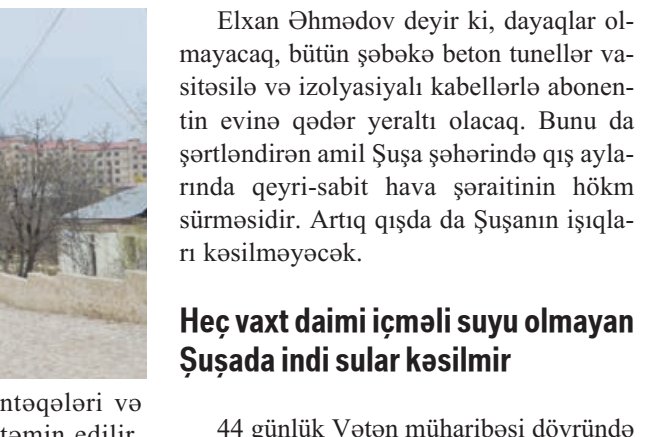 Elxan Əhmədov deyir ki, dayaqlar ol-
mayacaq, bütün şəbəkə beton tunellər va-
sitəsilə və izolyasiyalı kabellərlə abonen-
tin evinə qədər yeraltı olacaq. Bunu da
şərtləndirən amil Şuşa şəhərində qış ayla-
rında qeyri-sabit hava şəraitinin hökm
sürməsidir. Artıq qışda da Şuşanın işıqla-
rı kəsilməyəcək.
Heç vaxt daimi içməli suyu olmayan
Şuşada indi sular kəsilmir
44 günlük Vətən müharibəsi dövründə
ntəqələri və
təmin edilir.